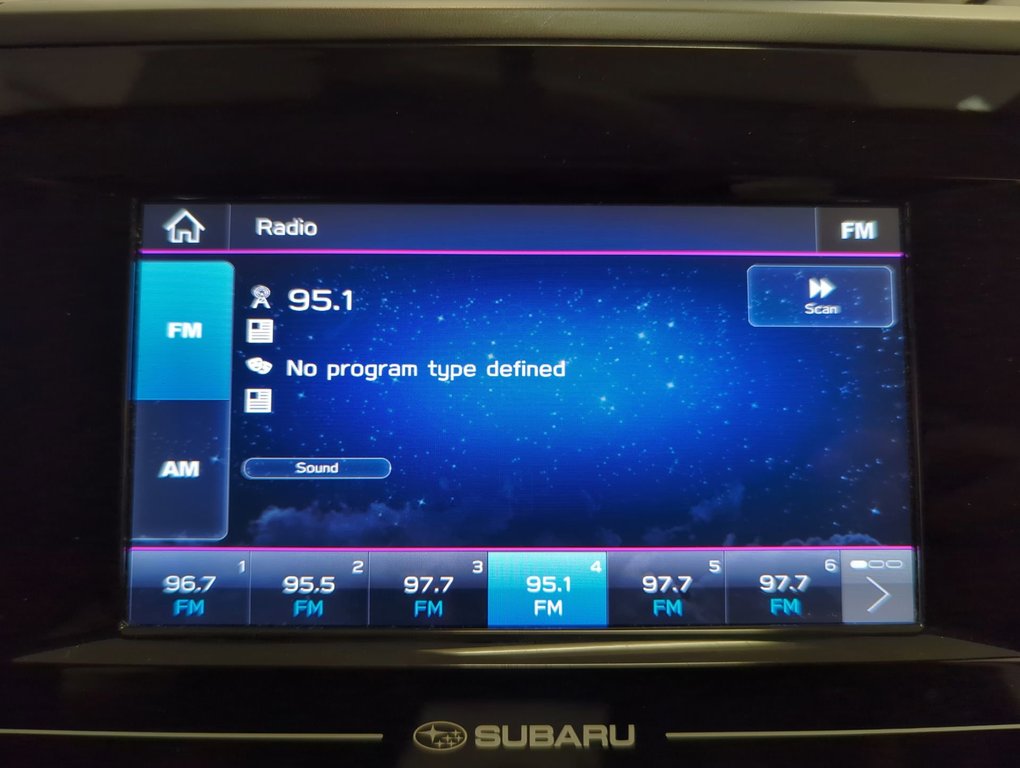 Radio
FM
95.1
Scan
FM
No program type defined
AM
Sound
1 2 3 4 5 6
96.7 95.5 97.7 95.1 97.7 97.7
FM FM FM FM FM FM
SUBARU